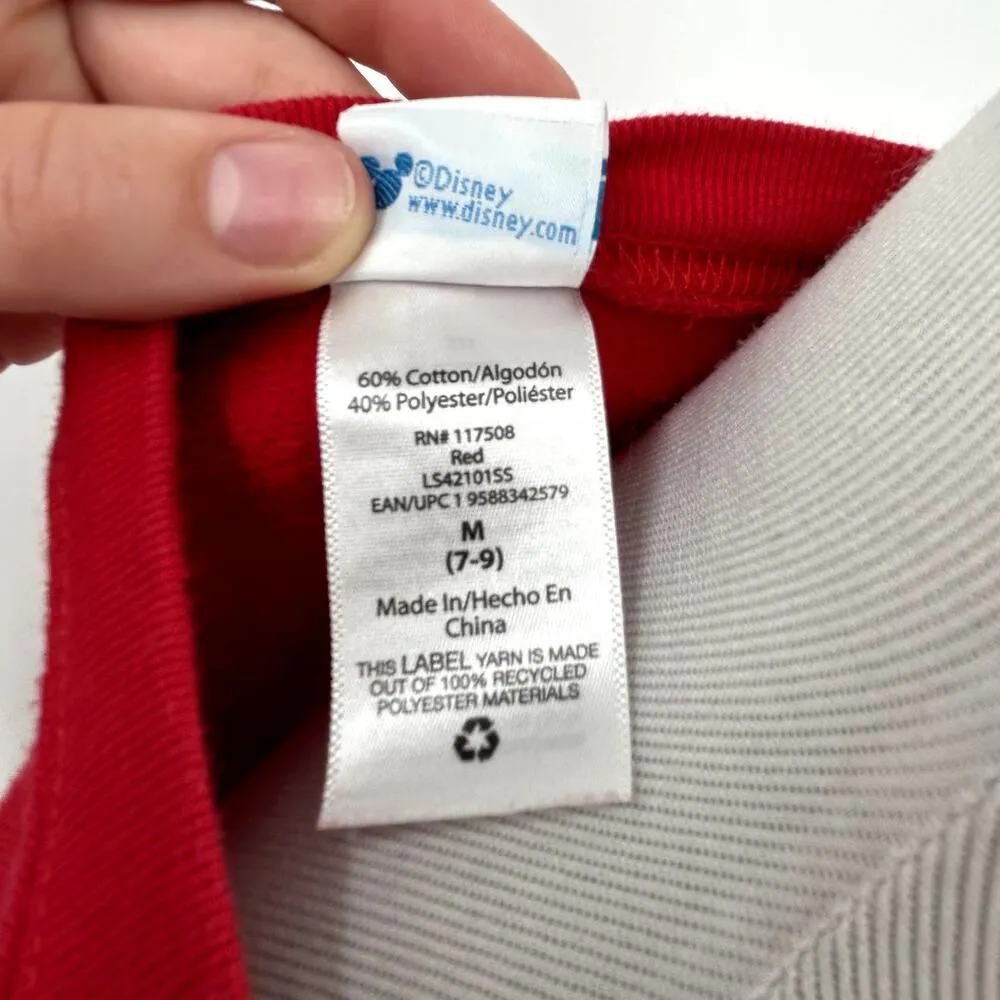 ©Disney
www.disney.com
60% Cotton/Algodón
40% Polyester/Poliéster
RN# 117508
Red
LS42101SS
EAN/UPC 1 9588342579
M
(7-9)
Made In/Hecho En
China
THIS LABEL YARN IS MADE
OUT OF 100% RECYCLED
POLYESTER MATERIALS